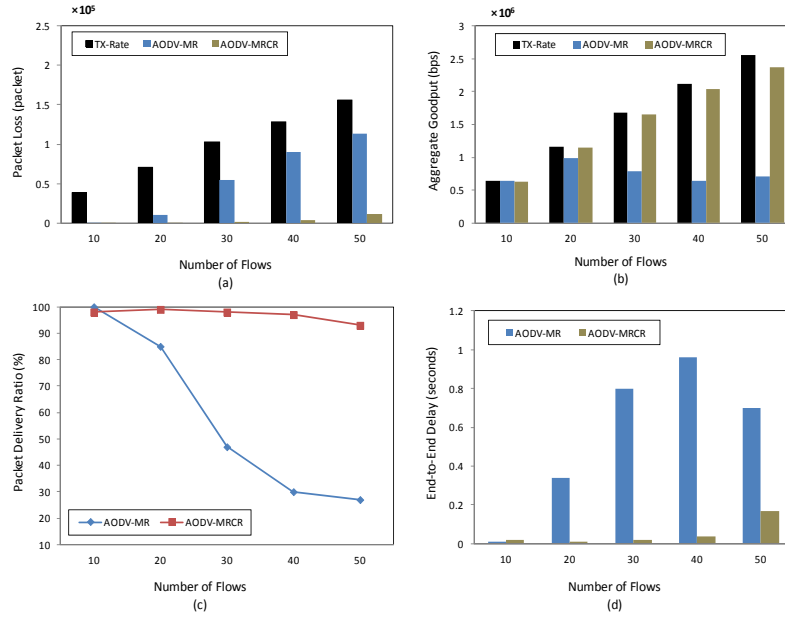 ×10⁵
2.5
2
1.5
1
0.5
0
TX-Rate AODV-MR AODV-MRCR
Packet Loss (packet)
10 20 30 40 50
Number of Flows
(a)
×10⁶
3
2.5
2
1.5
1
0.5
0
TX-Rate AODV-MR AODV-MRCR
Aggregate Goodput (bps)
10 20 30 40 50
Number of Flows
(b)
100
90
80
70
60
50
40
30
20
10
Packet Delivery Ratio (%)
AODV-MR AODV-MRCR
10 20 30 40 50
Number of Flows
(c)
1.2
1
0.8
0.6
0.4
0.2
0
AODV-MR AODV-MRCR
End-to-End Delay (seconds)
10 20 30 40 50
Number of Flows
(d)